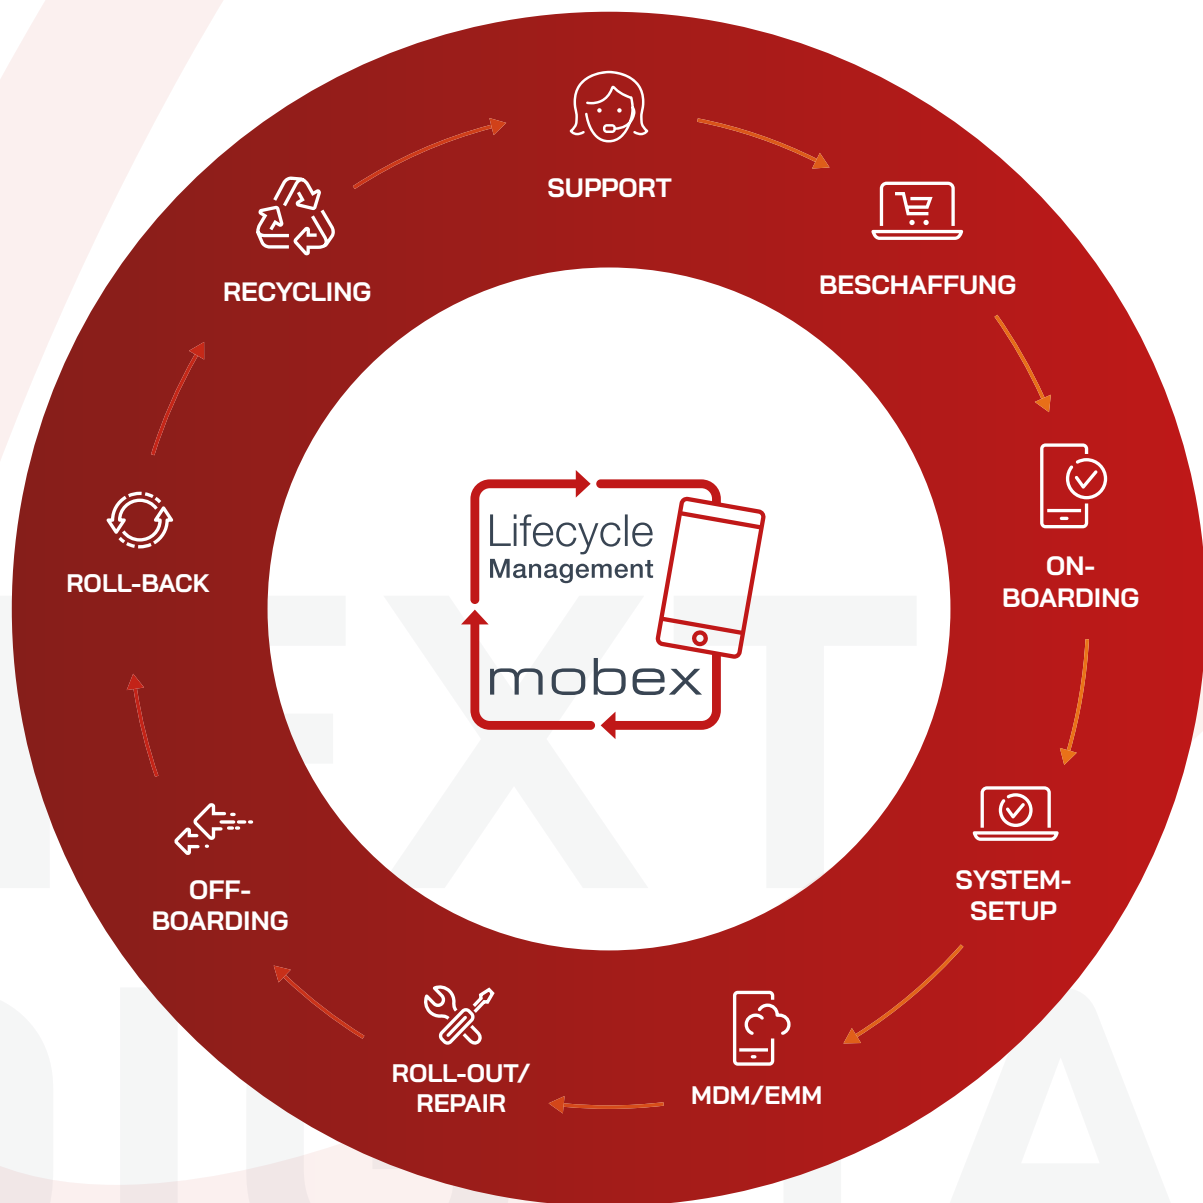 SUPPORT
BESCHAFFUNG
ON-
BOARDING
SYSTEM-
SETUP
MDM/EMM
ROLL-OUT/
REPAIR
OFF-
BOARDING
ROLL-BACK
RECYCLING
Lifecycle
Management
mobex